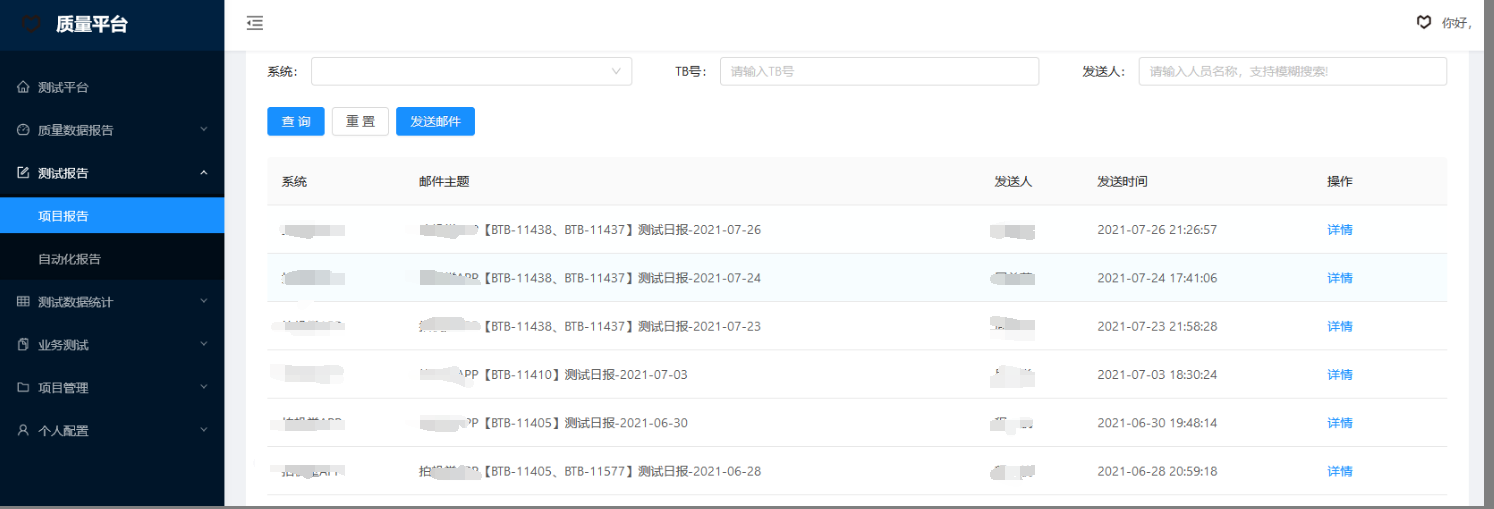 质量平台
你好，
测试平台
质量数据报告
测试报告
项目报告
自动化报告
测试数据统计
业务测试
项目管理
个人配置
系统： TB号： 请输入TB号 发送人： 请输入人员名称，支持模糊搜索!
查 询 重 置 发送邮件
系统 邮件主题 发送人 发送时间 操作
【BTB-11438、BTB-11437】测试日报-2021-07-26 2021-07-26 21:26:57 详情
APP【BTB-11438、BTB-11437】测试日报-2021-07-24 2021-07-24 17:41:06 详情
【BTB-11438、BTB-11437】测试日报-2021-07-23 2021-07-23 21:58:28 详情
APP【BTB-11410】测试日报-2021-07-03 2021-07-03 18:30:24 详情
PP【BTB-11405】测试日报-2021-06-30 2021-06-30 19:48:14 详情
拍【BTB-11405、BTB-11577】测试日报-2021-06-28 2021-06-28 20:59:18 详情